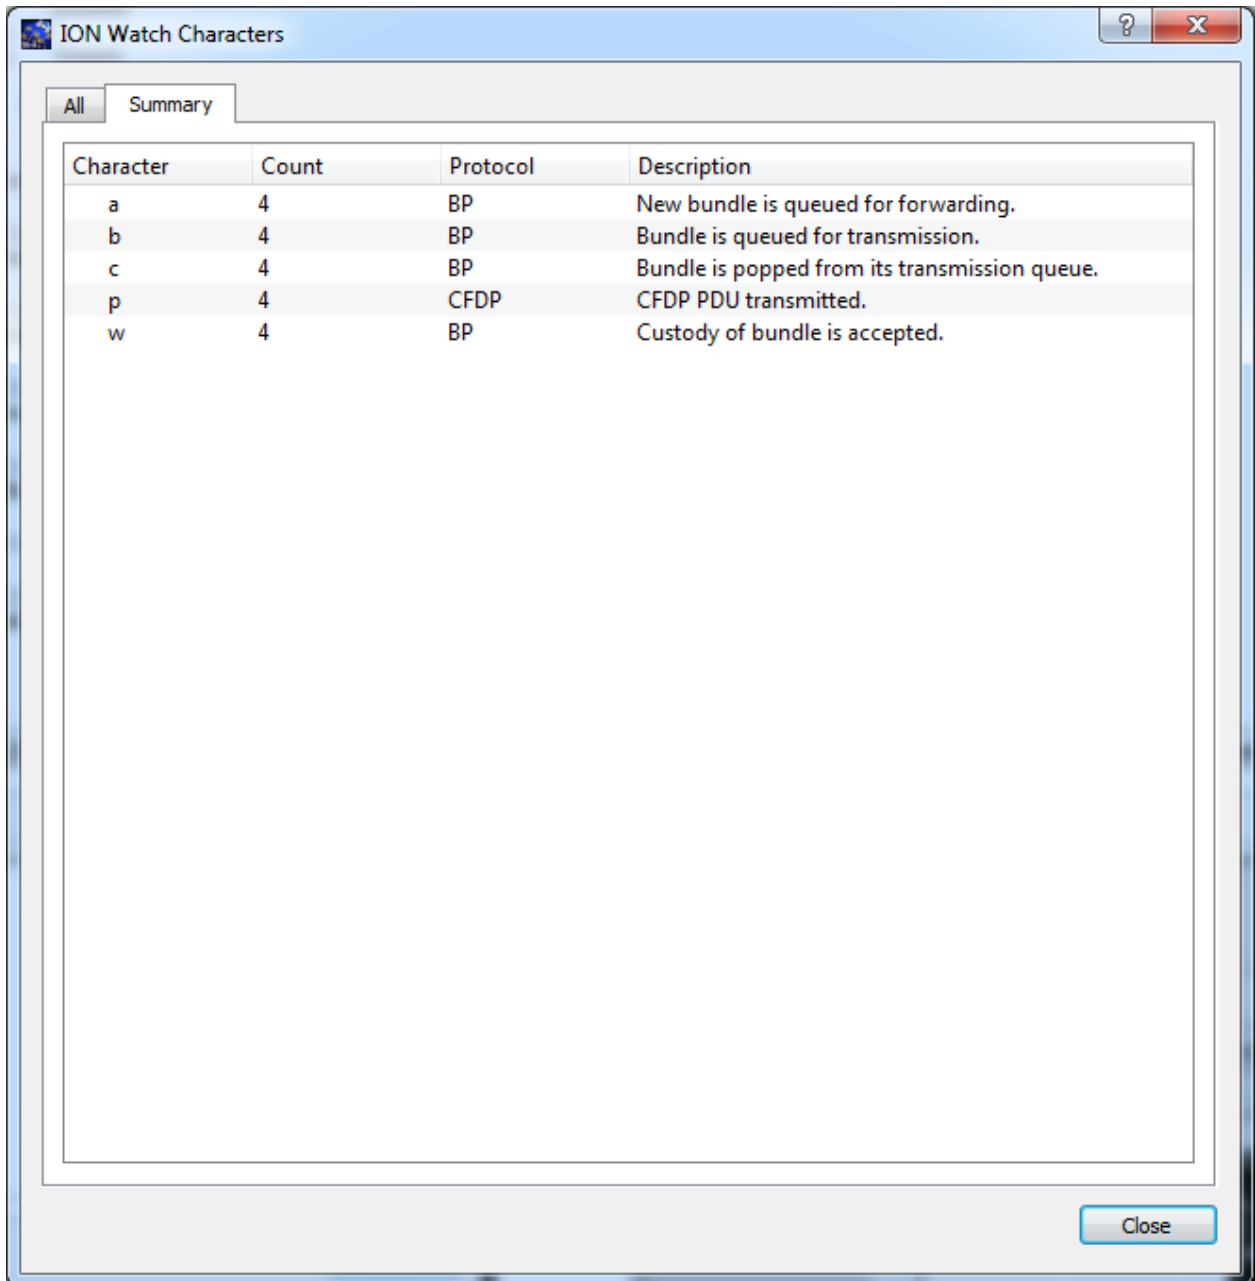 ION Watch Characters
All Summary
Character Count Protocol Description
a 4 BP New bundle is queued for forwarding.
b 4 BP Bundle is queued for transmission.
c 4 BP Bundle is popped from its transmission queue.
p 4 CFDP CFDP PDU transmitted.
w 4 BP Custody of bundle is accepted.
Close